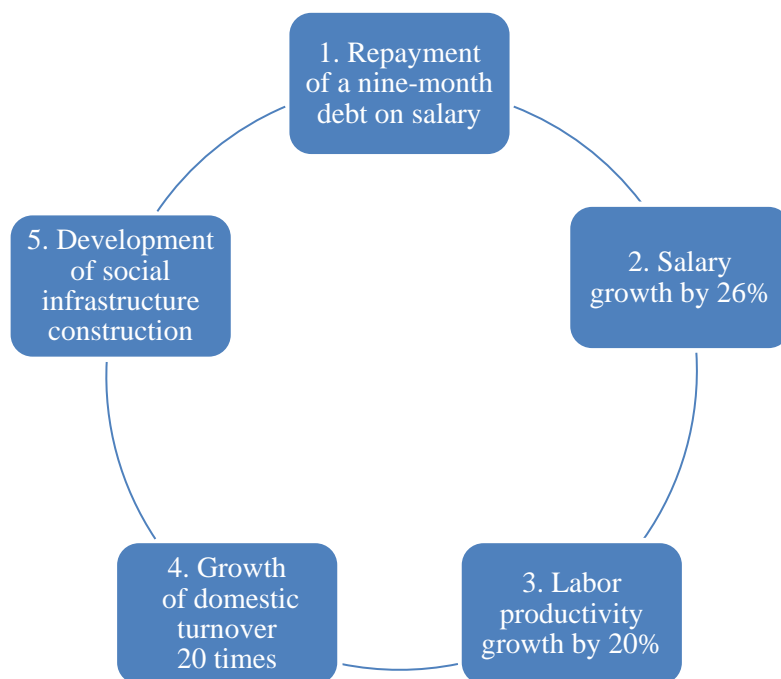 1. Repayment
of a nine-month
debt on salary
2. Salary
growth by 26%
3. Labor
productivity
growth by 20%
4. Growth
of domestic
turnover
20 times
5. Development
of social
infrastructure
construction